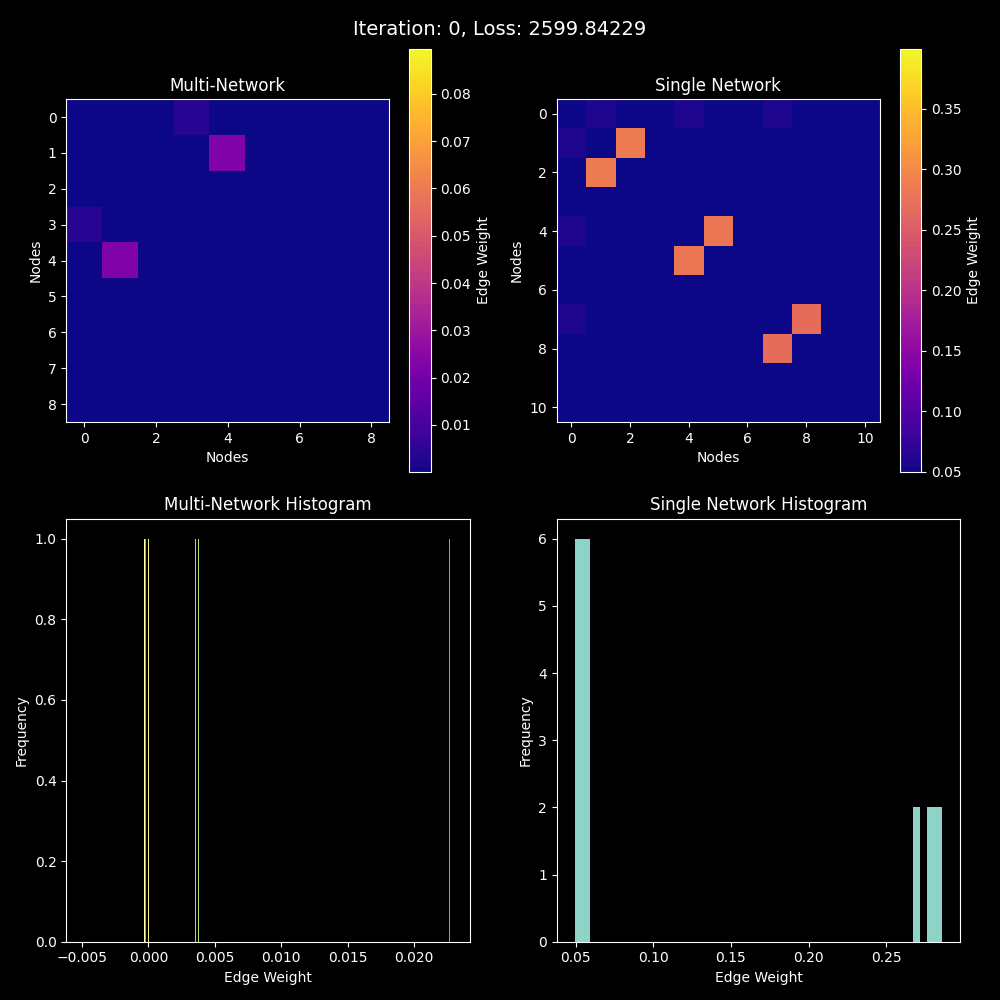 Iteration: 0, Loss: 2599.84229
Multi-Network
Single Network
0
1
2
3
4
5
6
7
8
Nodes
0 2 4 6 8
Nodes
0.08
0.07
0.06
0.05
0.04
0.03
0.02
0.01
Edge Weight
0
2
4
6
8
10
Nodes
0 2 4 6 8 10
Nodes
0.35
0.30
0.25
0.20
0.15
0.10
0.05
Edge Weight
Multi-Network Histogram
1.0
0.8
0.6
0.4
0.2
0.0
Frequency
−0.005 0.000 0.005 0.010 0.015 0.020
Edge Weight
Single Network Histogram
6
5
4
3
2
1
0
Frequency
0.05 0.10 0.15 0.20 0.25
Edge Weight